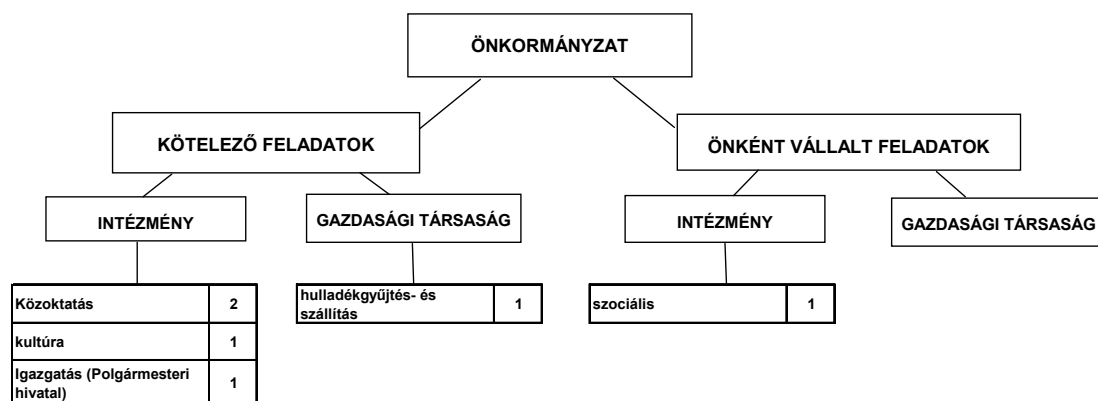 ÖNKORMÁNYZAT
KÖTELEZŐ FELADATOK
ÖNKÉNT VÁLLALT FELADATOK
INTÉZMÉNY
GAZDASÁGI TÁRSASÁG
INTÉZMÉNY
GAZDASÁGI TÁRSASÁG
Közoktatás 2
kultúra 1
Igazgatás (Polgármesteri
hivatal) 1
hulladékgyűjtés- és
szállítás 1
szociális 1